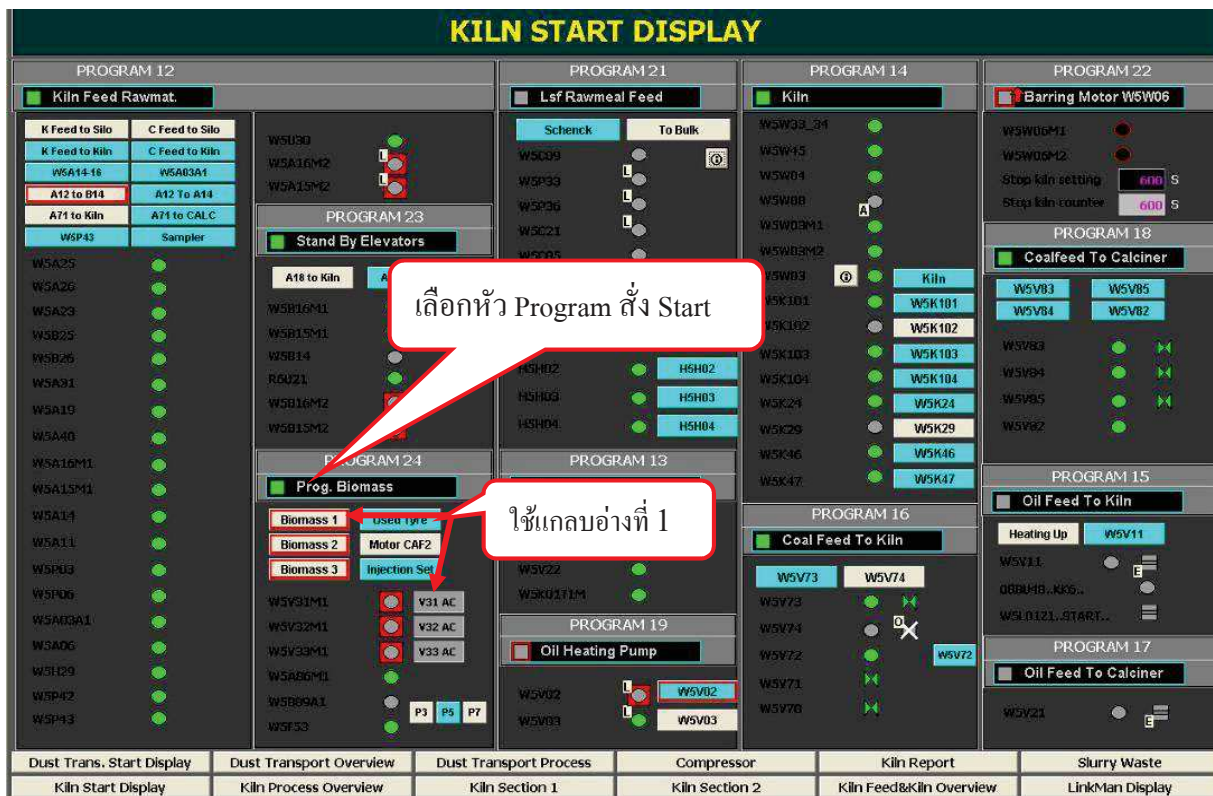 KILN START DISPLAY
PROGRAM 12
Kiln Feed Rawmat.
K Feed to Silo C Feed to Silo
K Feed to Kiln C Feed to Kiln
W5A14-16 W5A03A1
A12 to B14 A12 To A14
A71 to Kiln A71 to CALC
W5P43 Sampler
W5A25
W5A26
W5A23
W5B25
W5B26
W5A31
W5A19
W5A40
W5A16M1
W5A15M1
W5A14
W5A11
W5P03
W5P06
W5A03A1
W5A06
W5H29
W5P42
W5P43
W5U30
W5A16M2 L
W5A15M2 L
PROGRAM 23
Stand By Elevators
A18 to Kiln
W5B16M1
W5B15M1
W5B14
R6U21
W5B16M2
W5B15M2
PROGRAM 24
Prog. Biomass
Biomass 1 Used Tyre
Biomass 2 Motor CAF2
Biomass 3 Injection Set
W5V31M1 V31 AC
W5V32M1 V32 AC
W5V33M1 V33 AC
W5A86M1
W5B09A1
P3 P5 P7
W5F53
PROGRAM 21
Lsf Rawmeal Feed
Schenck To Bulk
W5C09
W5P33 L
W5P36 L
W5C21 L
W5C05
H5H02 H5H02
H5H03 H5H03
H5H04 H5H04
PROGRAM 13
W5V22
W5K0171M
PROGRAM 19
Oil Heating Pump
W5V02 L W5V02
W5V03 L W5V03
PROGRAM 14
Kiln
W5W33_34
W5W45
W5W04
W5W08 A
W5W03M1
W5W03M2
W5W03 Kiln
W5K101 W5K101
W5K102 W5K102
W5K103 W5K103
W5K104 W5K104
W5K24 W5K24
W5K29 W5K29
W5K46 W5K46
W5K47 W5K47
PROGRAM 16
Coal Feed To Kiln
W5V73 W5V74
W5V73
W5V74 O
W5V72 W5V72
W5V71
W5V70
PROGRAM 22
Barring Motor W5W06
W5W06M1
W5W06M2
Stop kiln setting 600 S
Stop kiln counter 600 S
PROGRAM 18
Coalfeed To Calciner
W5V83 W5V85
W5V84 W5V82
W5V83
W5V84
W5V85
W5V82
PROGRAM 15
Oil Feed To Kiln
Heating Up W5V11
W5V11 E
W5L0121..START..
PROGRAM 17
Oil Feed To Calciner
W5V21 E
เลือกหัว Program สั่ง Start
ใช้แกลบอ่างที่ 1
Dust Trans. Start Display Dust Transport Overview Dust Transport Process Compressor Kiln Report Slurry Waste
Kiln Start Display Kiln Process Overview Kiln Section 1 Kiln Section 2 Kiln Feed&Kiln Overview LinkMan Display